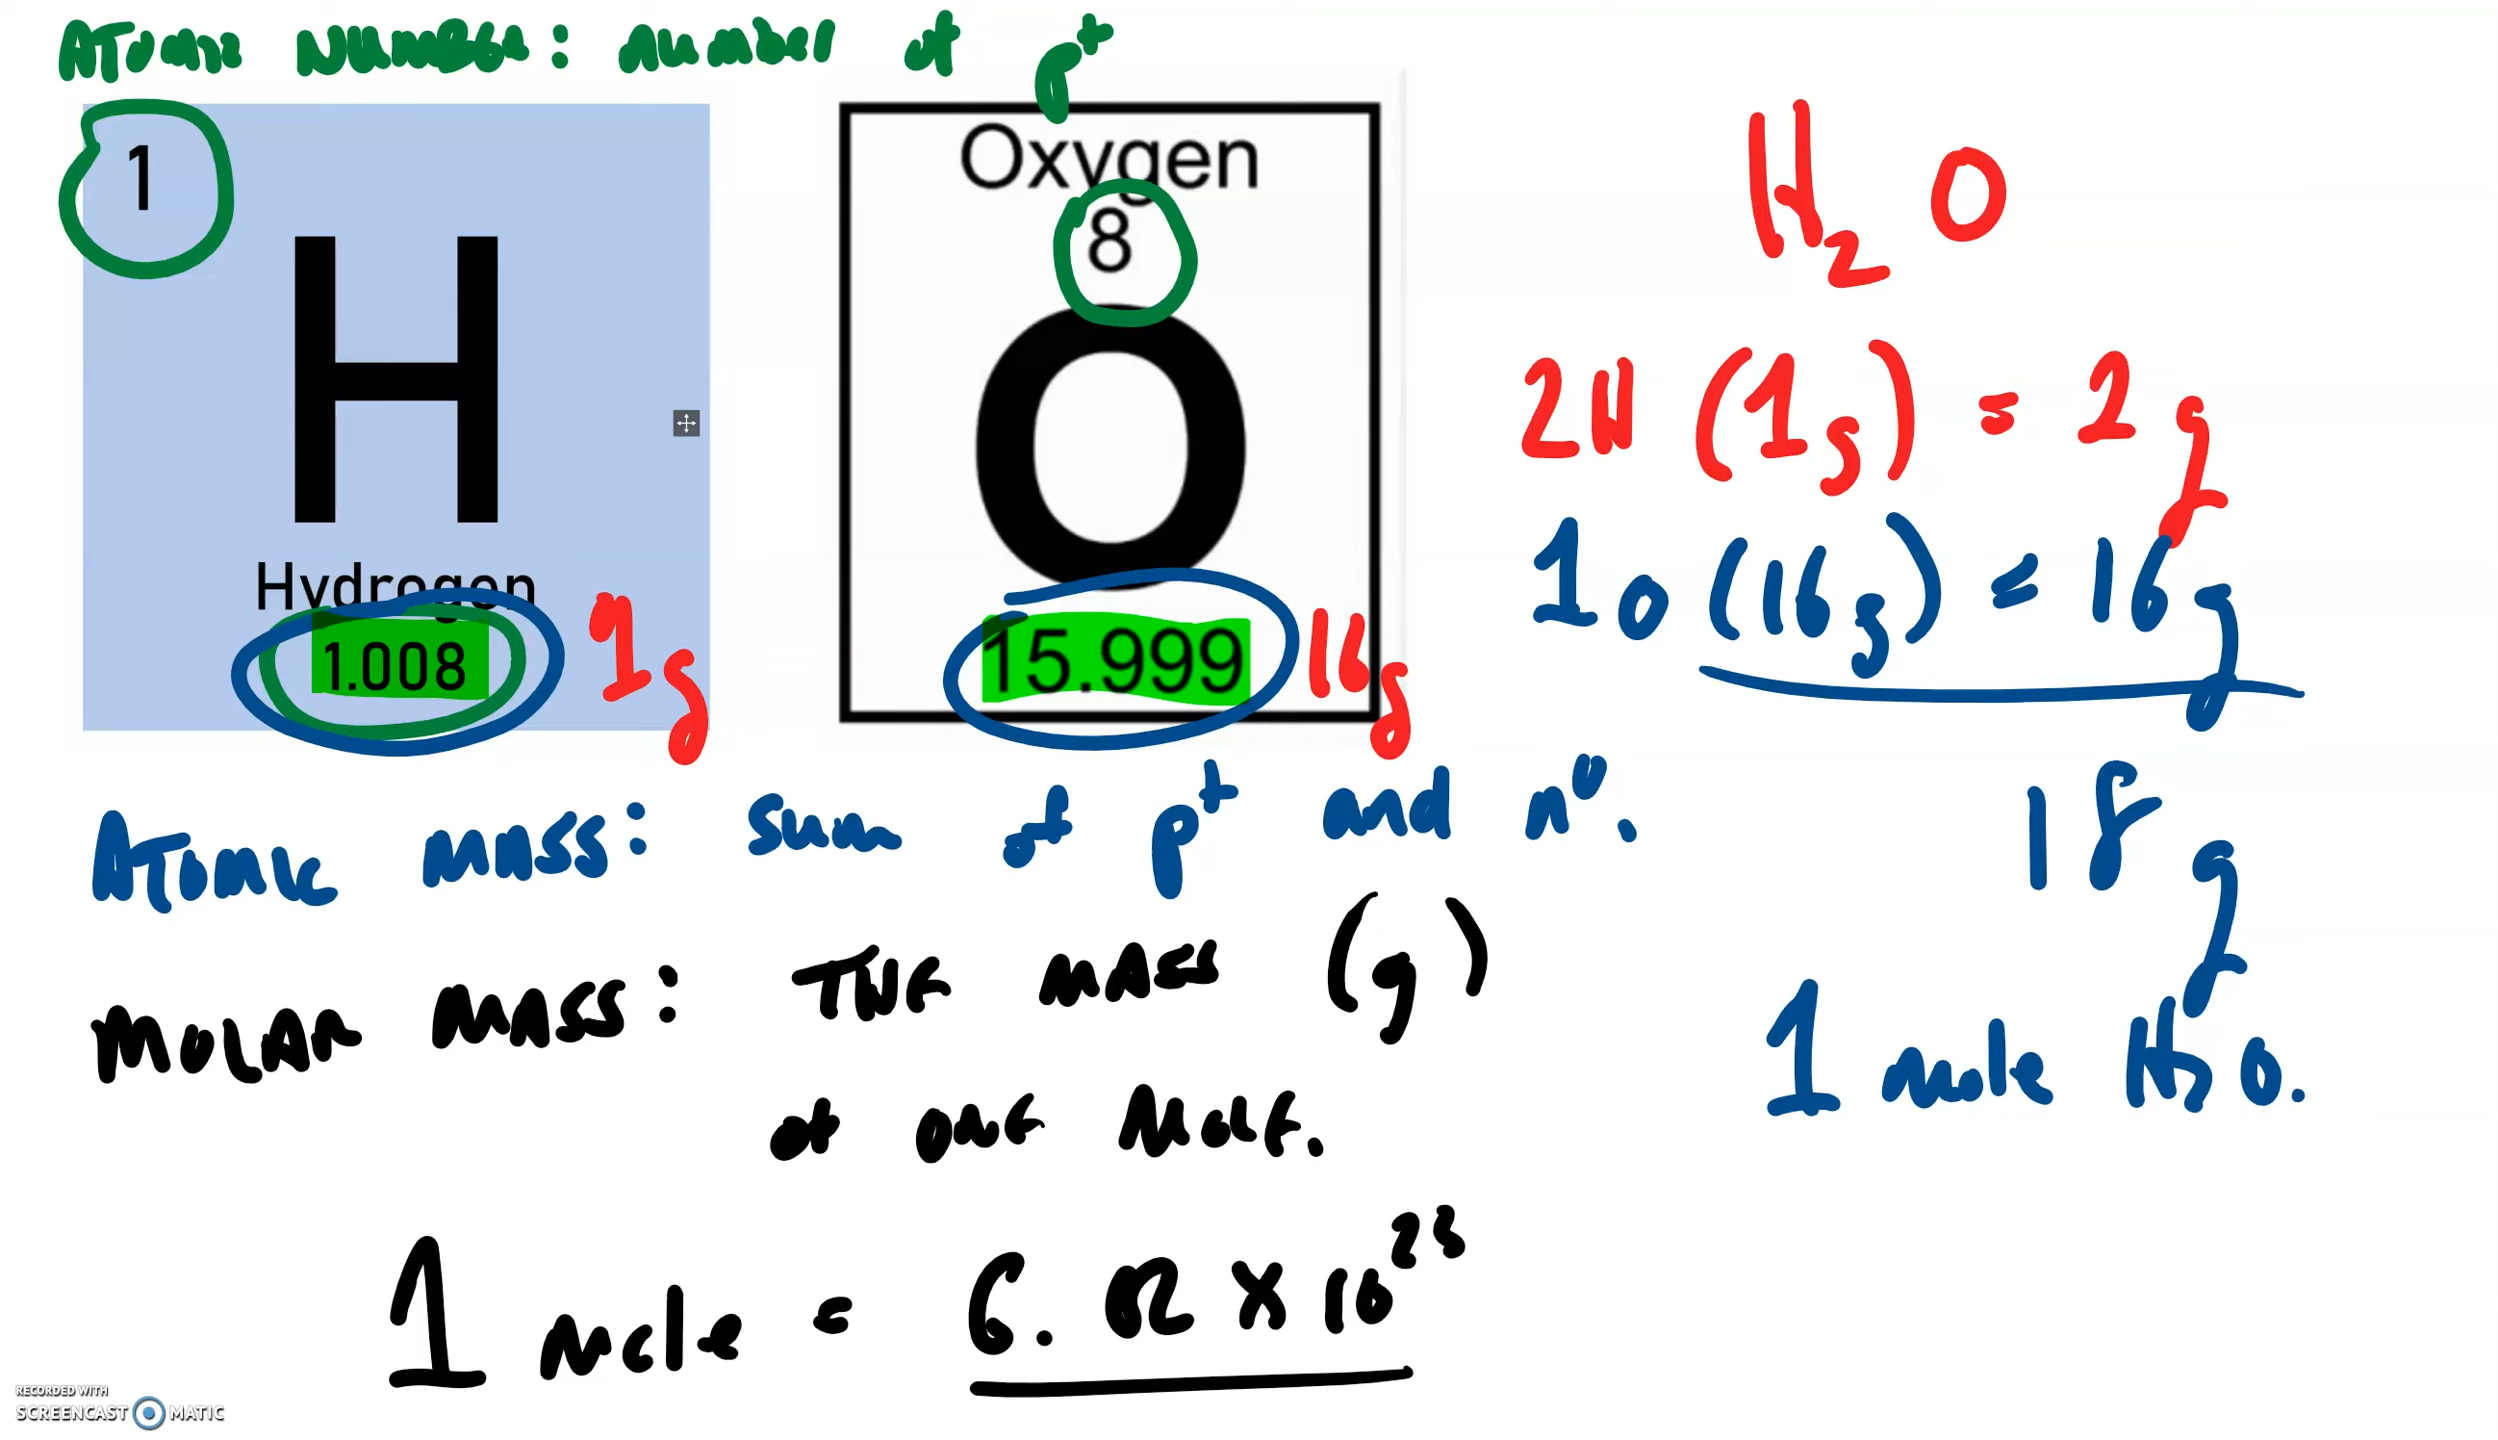 Atomic Number: number of p⁺
1
H
Hydrogen
1.008
1g
Oxygen
8
O
15.999
16g
H₂O
2H (1g) = 2g
1O (16g) = 16g
18g
1 mole H₂O.
Atomic Mass: sum of p⁺ and n⁰.
Molar Mass: The mass (g)
of one Mole.
1 mole = 6.02 x 10²³
RECORDED WITH
SCREENCAST MATIC